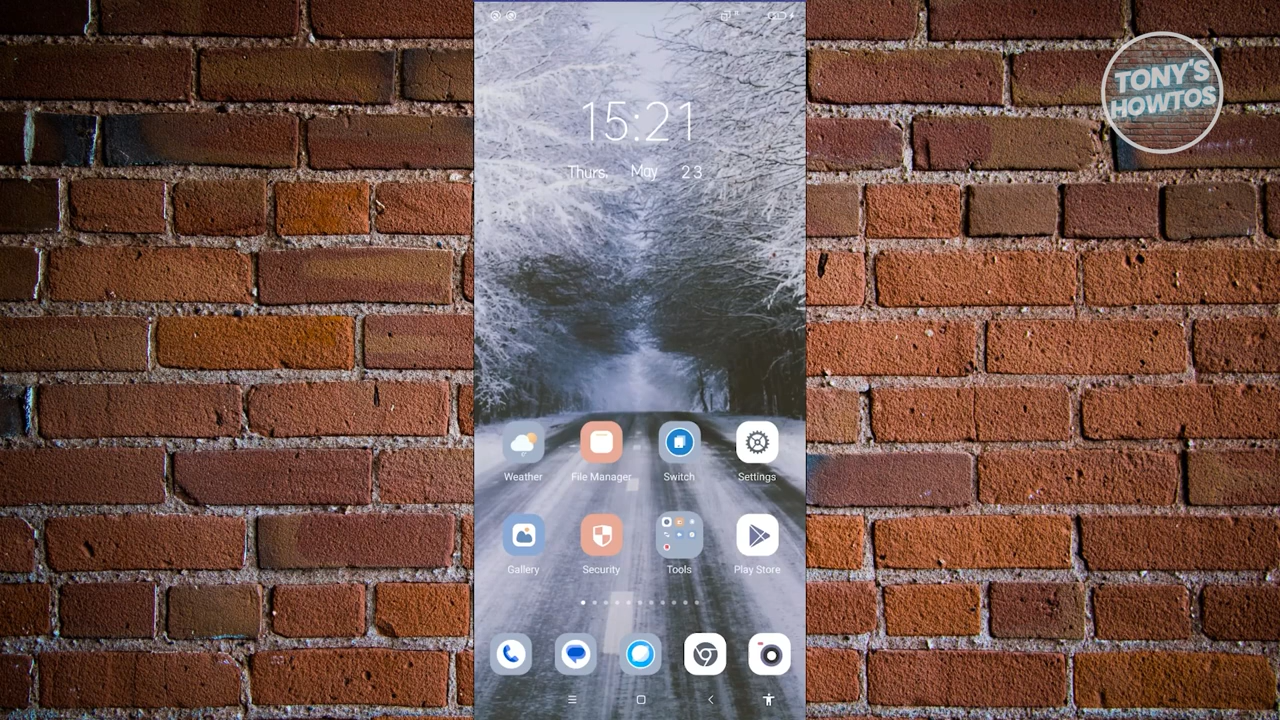 TONY'S
HOWTOS
15:21
Thurs. May 23
Weather File Manager Switch Settings
Gallery Security Tools Play Store